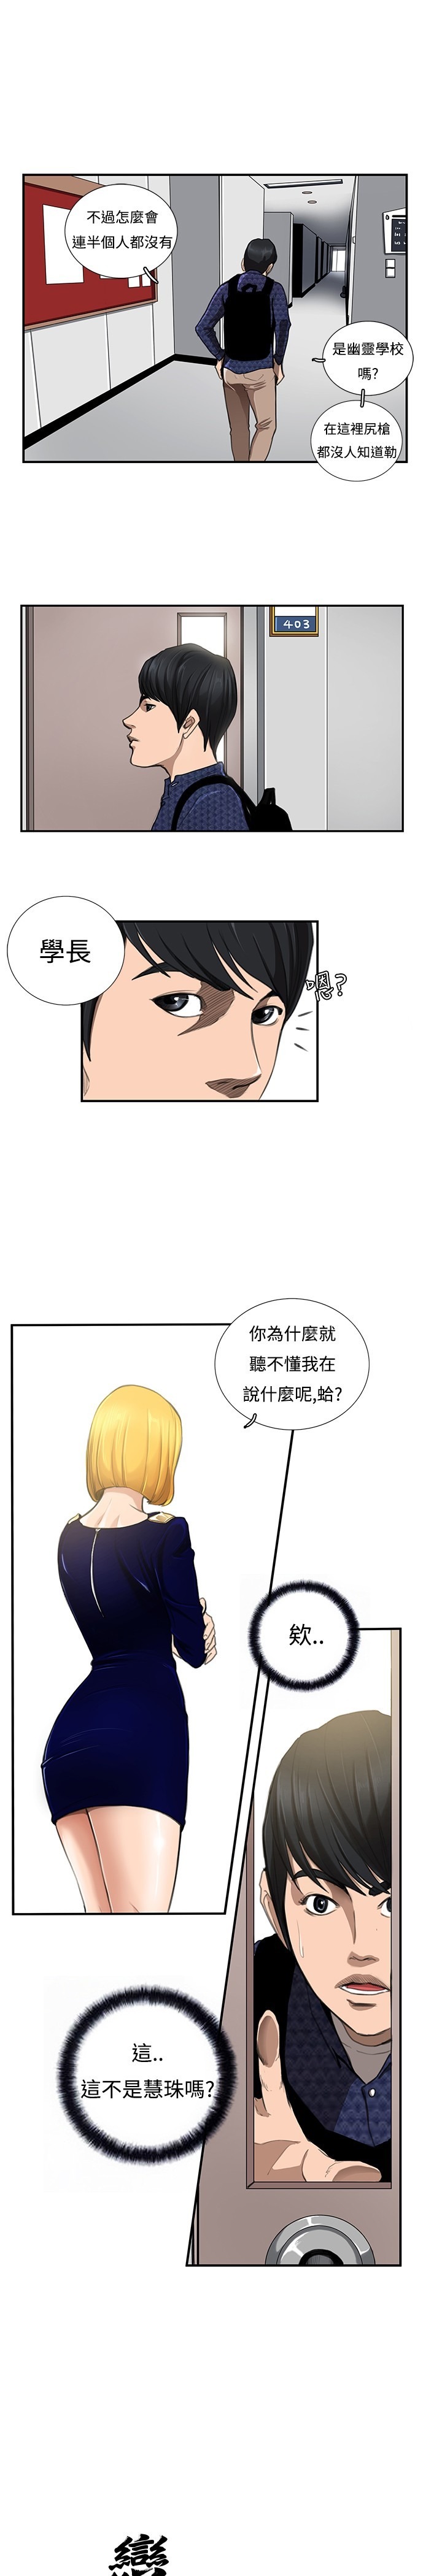 不過怎麼會
連半個人都沒有
是幽靈學校
嗎?
在這裡尻槍
都沒人知道勒
403
學長
嗯?
你為什麼就
聽不懂我在
說什麼呢,蛤?
欸..
這..
這不是慧珠嗎?